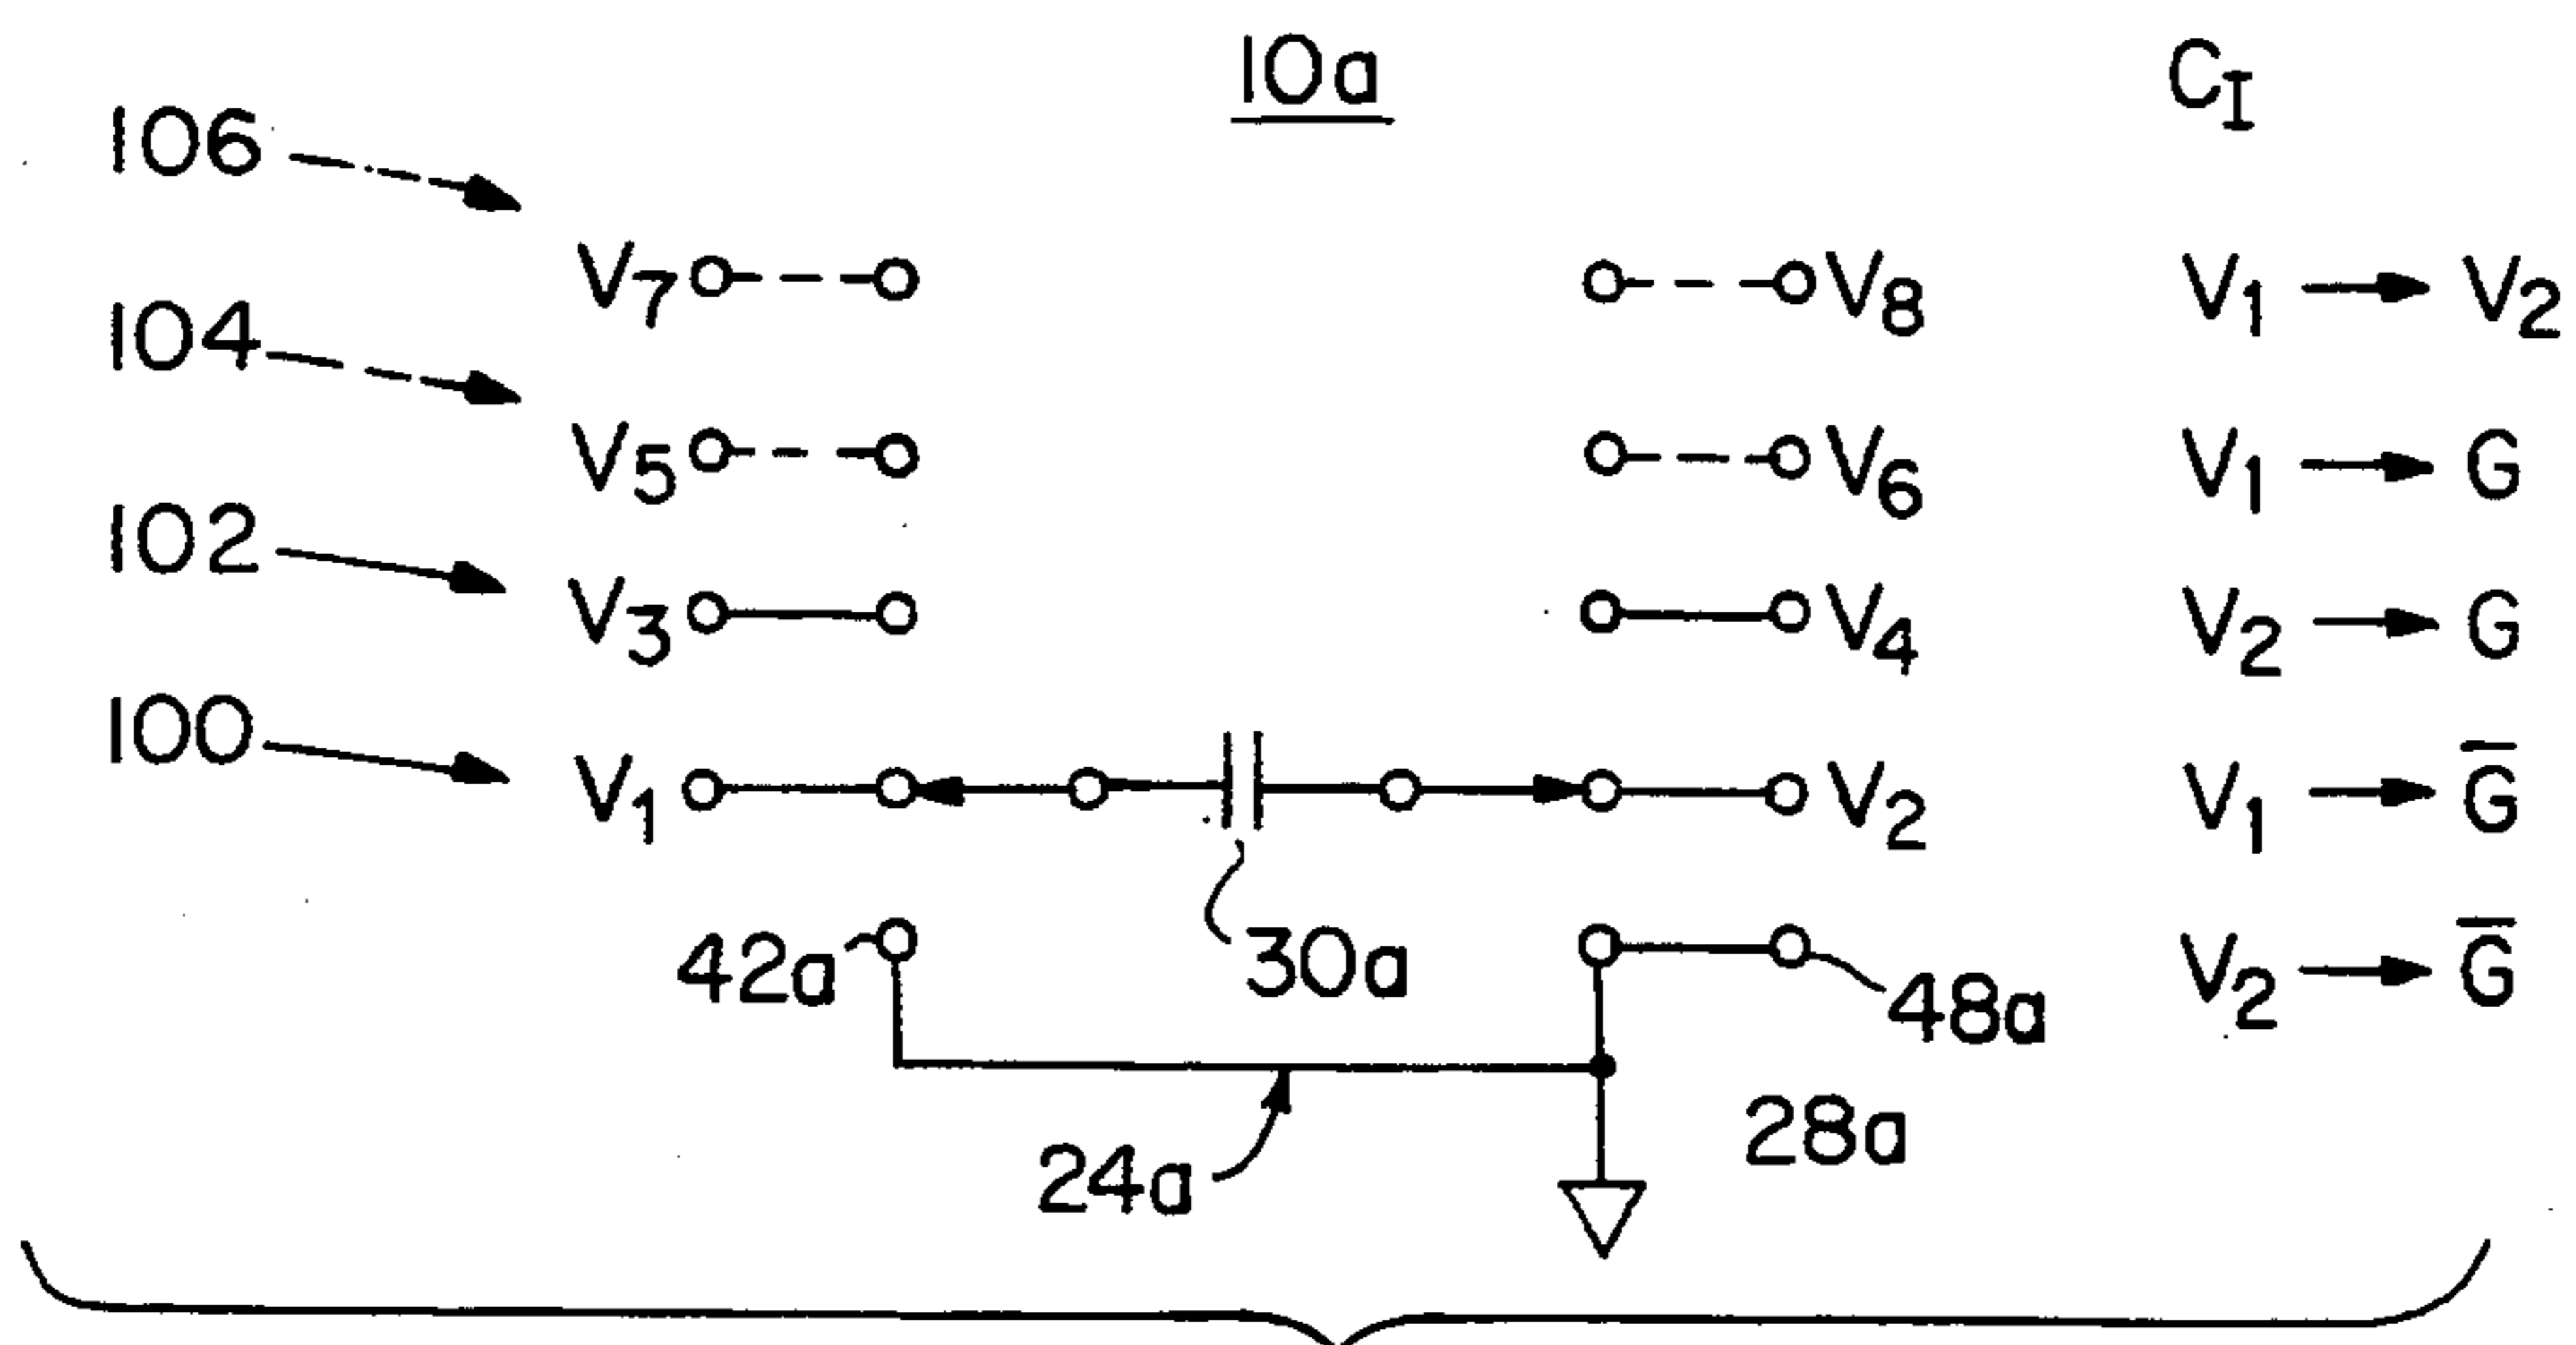 10a
C_I
106
V7 V8 V1 → V2
104
V5 V6 V1 → G
102
V3 V4 V2 → G
100
V1 V2 V1 → G̅
42a 30a 48a V2 → G̅
24a 28a